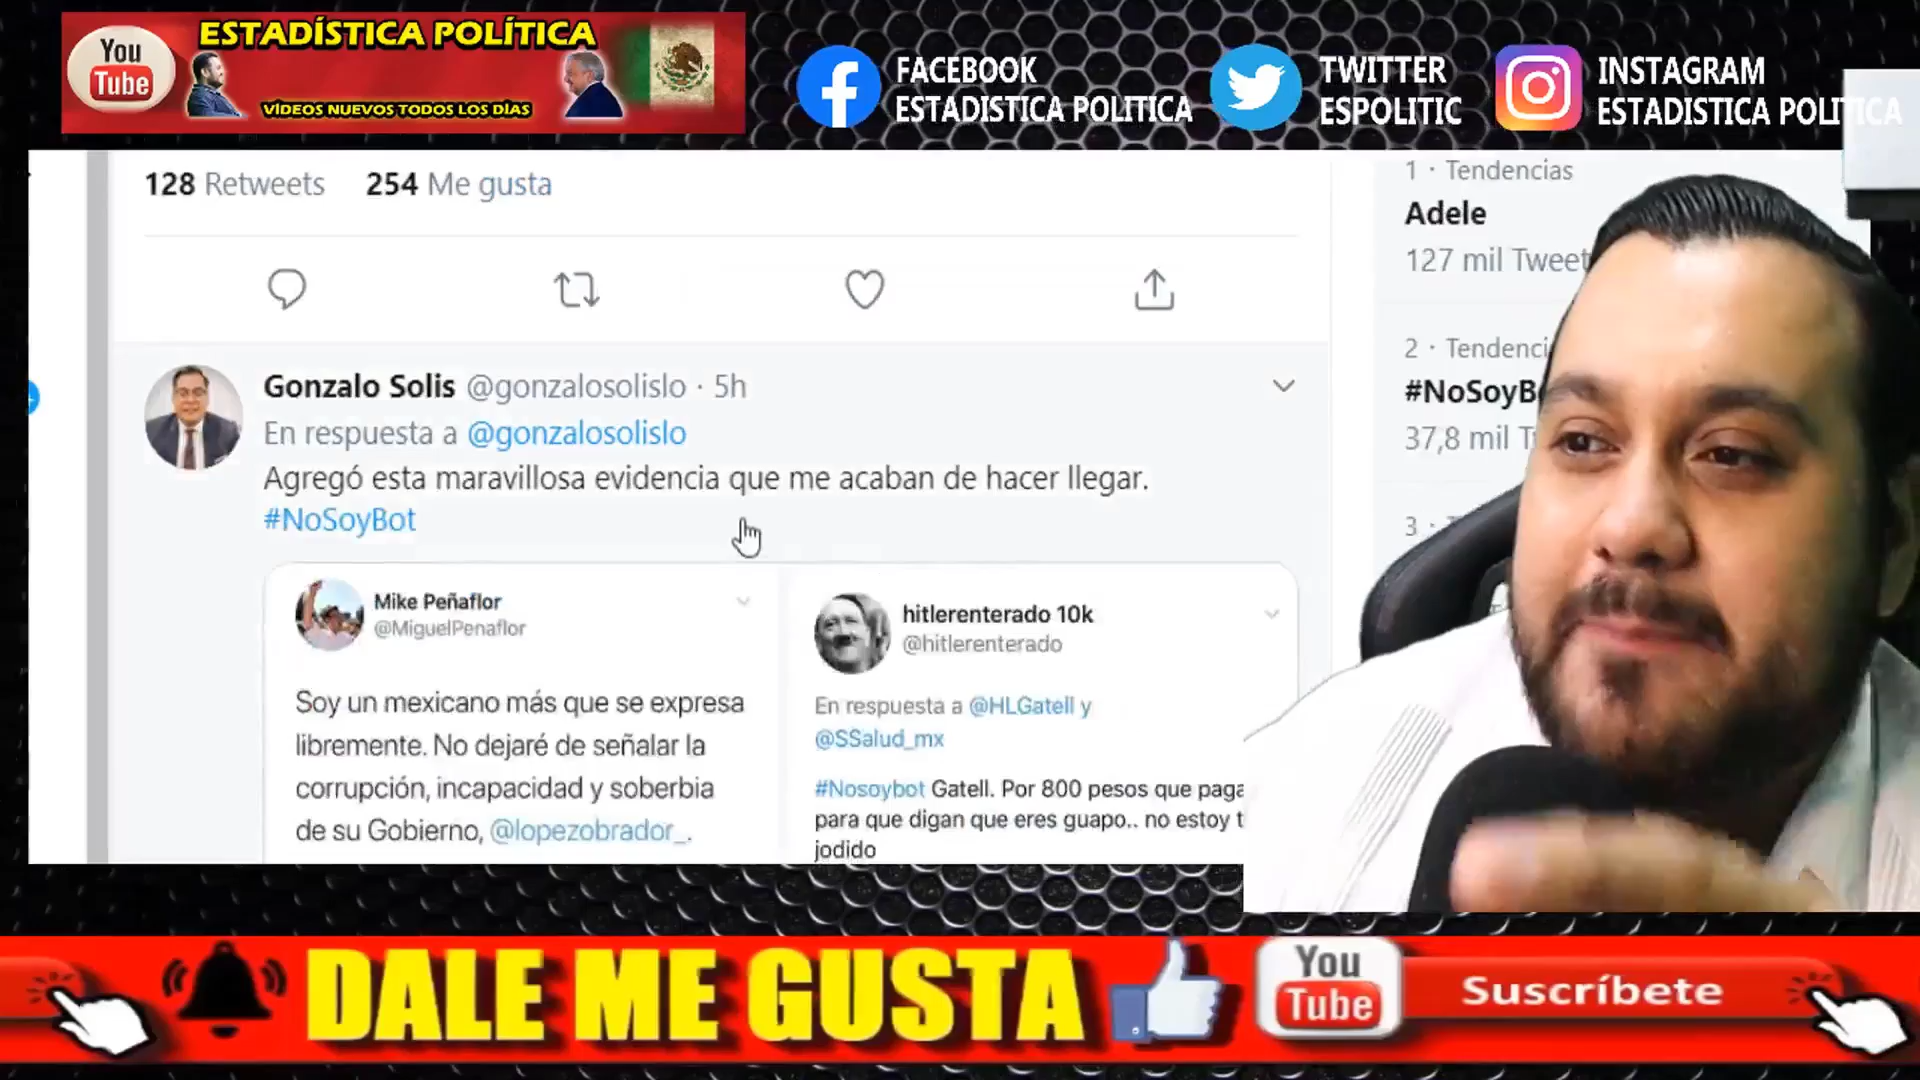 You
Tube
ESTADÍSTICA POLÍTICA
VÍDEOS NUEVOS TODOS LOS DÍAS
FACEBOOK
ESTADISTICA POLITICA
TWITTER
ESPOLITIC
INSTAGRAM
ESTADISTICA POLITICA
128 Retweets 254 Me gusta
Gonzalo Solis @gonzalosolislo · 5h
En respuesta a @gonzalosolislo
Agregó esta maravillosa evidencia que me acaban de hacer llegar.
#NoSoyBot
Mike Peñaflor
@MiguelPenaflor
Soy un mexicano más que se expresa
libremente. No dejaré de señalar la
corrupción, incapacidad y soberbia
de su Gobierno, @lopezobrador_.
hitlerenterado 10k
@hitlerenterado
En respuesta a @HLGatell y
@SSalud_mx
#Nosoybot Gatell. Por 800 pesos que paga
para que digan que eres guapo.. no estoy t
jodido
1 · Tendencias
Adele
127 mil Tweet
2 · Tendenci
#NoSoyB
37,8 mil T
3 ·
DALE ME GUSTA
You
Tube
Suscríbete